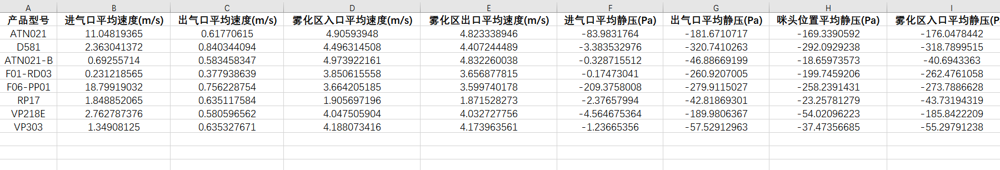 A B C D E F G H I
产品型号 进气口平均速度(m/s) 出气口平均速度(m/s) 雾化区入口平均速度(m/s) 雾化区出口平均速度(m/s) 进气口平均静压(Pa) 出气口平均静压(Pa) 咪头位置平均静压(Pa) 雾化区入口平均静压(P
ATN021 11.04819365 0.61770615 4.90593948 4.823338946 -83.9831764 -181.6710717 -169.3390592 -176.0478442
D581 2.363041372 0.840344094 4.496314508 4.407244489 -3.383532976 -320.7410263 -292.0929238 -318.7899515
ATN021-B 0.69255714 0.583458347 4.973922161 4.832260038 -0.328715512 -46.88669199 -18.65973573 -40.6943363
F01-RD03 0.231218565 0.377938639 3.850615558 3.656877815 -0.17473041 -260.9207005 -199.7459206 -262.4761058
F06-PP01 18.79919032 0.756228754 3.664205185 3.599740178 -209.3758008 -279.9115027 -258.2391431 -273.7886628
RP17 1.848852065 0.635117584 1.905697196 1.871528273 -2.37657994 -42.81869301 -23.25781279 -43.73194319
VP218E 2.762787376 0.580596562 4.047505904 4.032727756 -4.564675364 -189.9806367 -54.02096223 -185.8422209
VP303 1.34908125 0.635327671 4.188073416 4.173963561 -1.23665356 -57.52912963 -37.47356685 -55.29791238